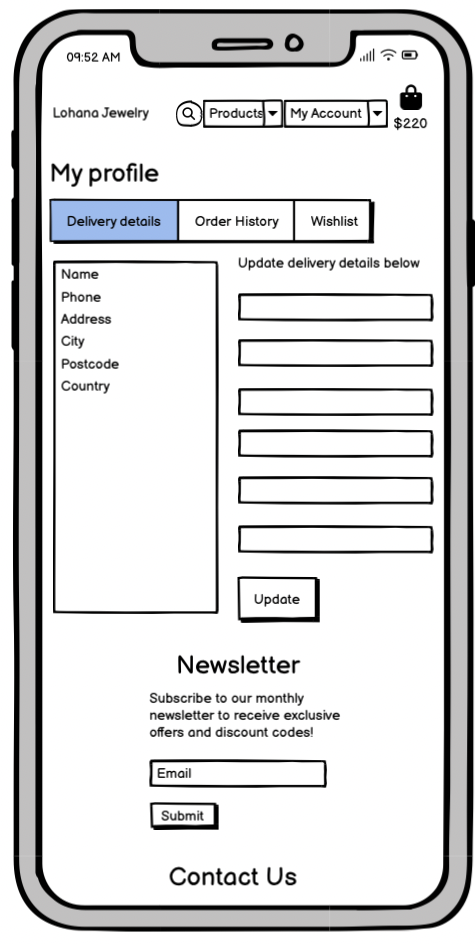 09:52 AM
Lohana Jewelry
Products
My Account
$220
My profile
Delivery details
Order History
Wishlist
Name
Phone
Address
City
Postcode
Country
Update delivery details below
Update
Newsletter
Subscribe to our monthly
newsletter to receive exclusive
offers and discount codes!
Email
Submit
Contact Us